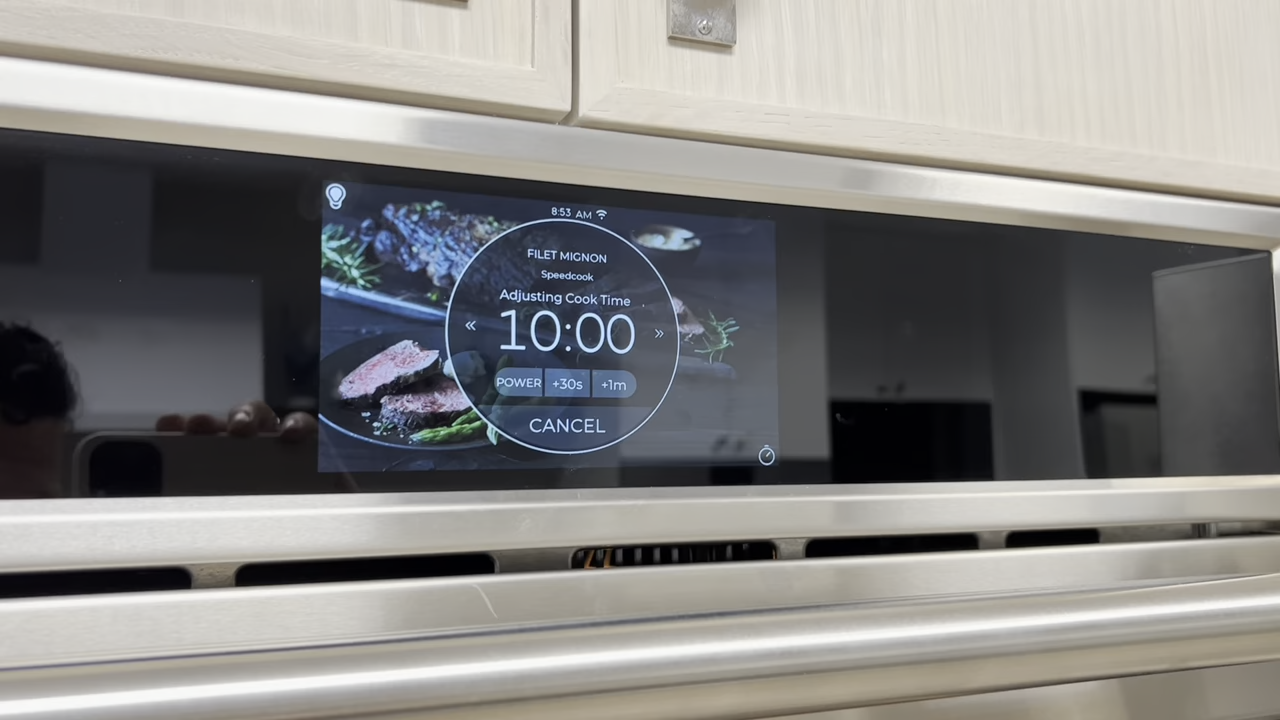 8:53 AM
FILET MIGNON
Speedcook
Adjusting Cook Time
« 10:00 »
POWER +30s +1m
CANCEL